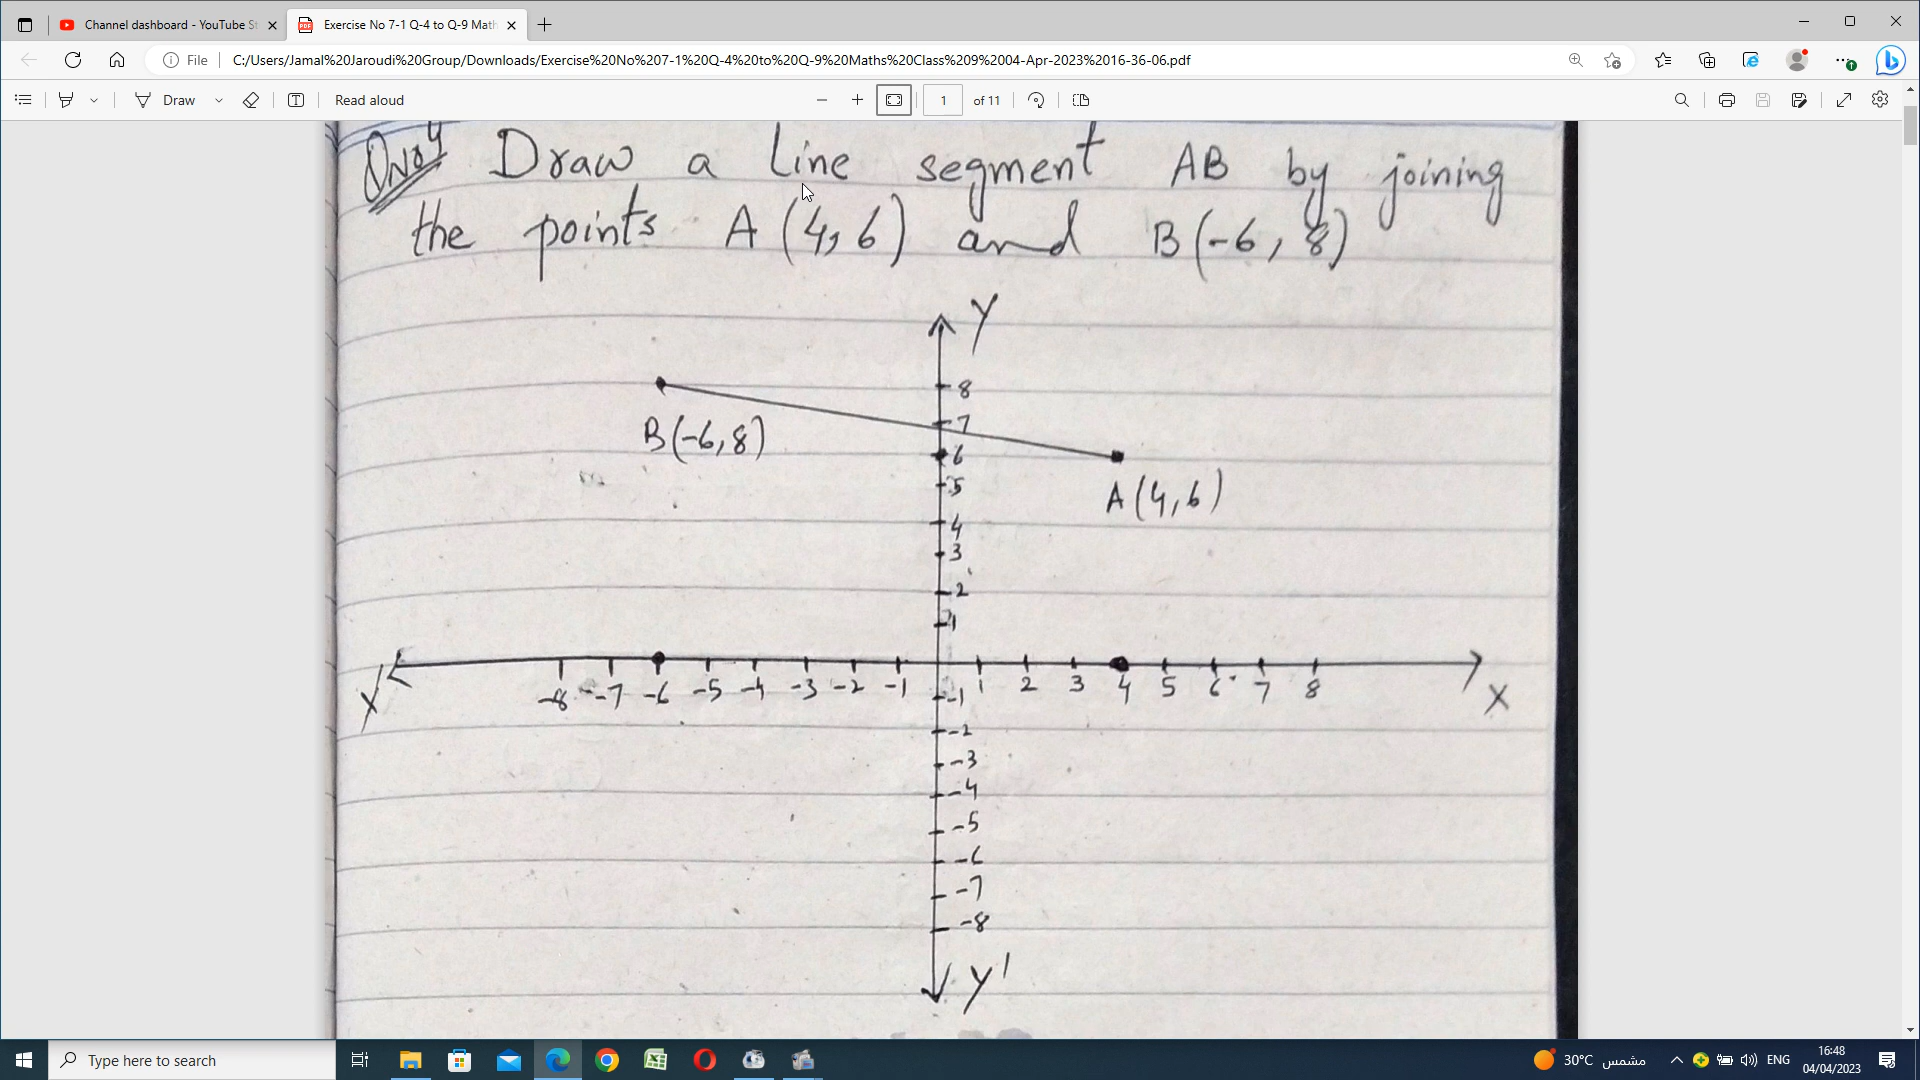 Channel dashboard - YouTube St
Exercise No 7-1 Q-4 to Q-9 Math
File
C:/Users/Jamal%20Jaroudi%20Group/Downloads/Exercise%20No%207-1%20Q-4%20to%20Q-9%20Maths%20Class%209%2004-Apr-2023%2016-36-06.pdf
Draw
Read aloud
1 of 11
QNo4 Draw a Line segment AB by joining
the points A (4, 6) and B (-6, 8)
Y
8
7
B(-6,8)
6
5
A(4,6)
4
3
2
1
-8 -7 -6 -5 -4 -3 -2 -1 1 2 3 4 5 6 7 8
X' X
-1
-2
-3
-4
-5
-6
-7
-8
Y'
Type here to search
30°C مشمس
ENG
16:48
04/04/2023